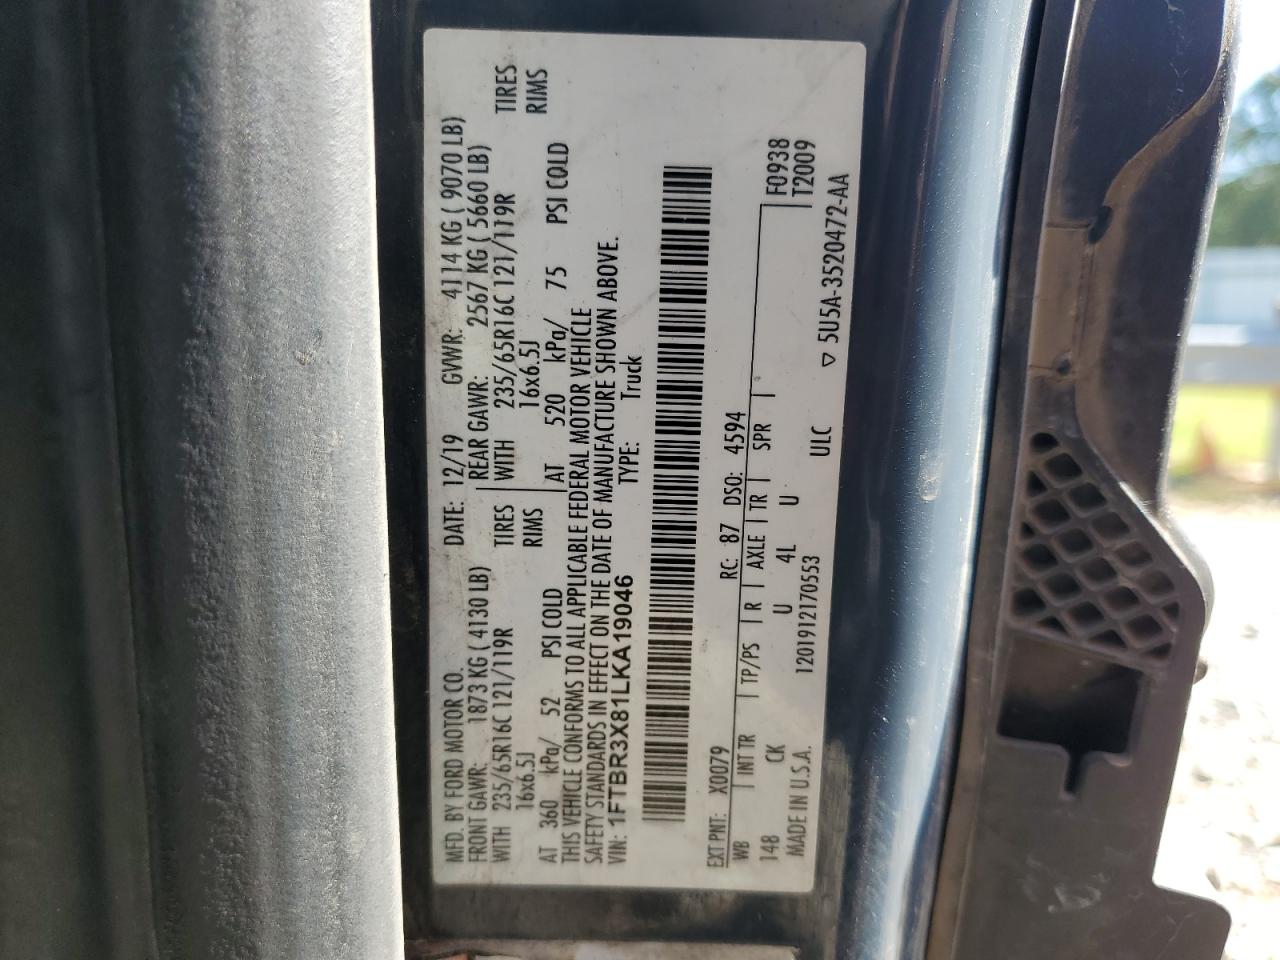 MFD. BY FORD MOTOR CO. DATE: 12/19 GVWR: 4114 KG ( 9070 LB)
FRONT GAWR: 1873 KG ( 4130 LB) REAR GAWR: 2567 KG ( 5660 LB)
WITH 235/65R16C 121/119R TIRES WITH 235/65R16C 121/119R TIRES
16x6.5J RIMS 16x6.5J RIMS
AT 360 kPa/ 52 PSI COLD AT 520 kPa/ 75 PSI COLD
THIS VEHICLE CONFORMS TO ALL APPLICABLE FEDERAL MOTOR VEHICLE
SAFETY STANDARDS IN EFFECT ON THE DATE OF MANUFACTURE SHOWN ABOVE.
VIN: 1FTBR3X81LKA19046 TYPE: Truck
EXT PNT: X0079 RC: 87 DSO: 4594
WB INT TR TP/PS R AXLE TR SPR F0938
148 CK U 4L U T2009
MADE IN U.S.A. 1201912170553 ULC ▽ 5U5A-3520472-AA